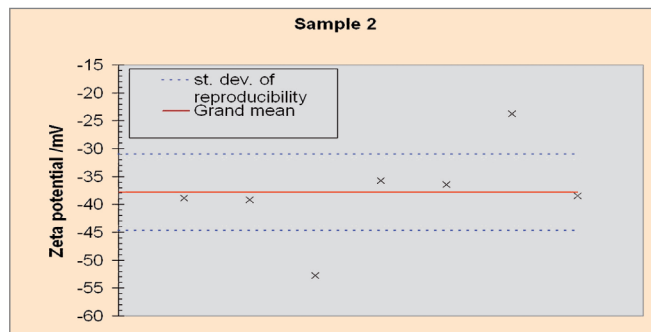 Sample 2
Zeta potential /mV
-15
-20
-25
-30
-35
-40
-45
-50
-55
-60
st. dev. of
reproducibility
Grand mean